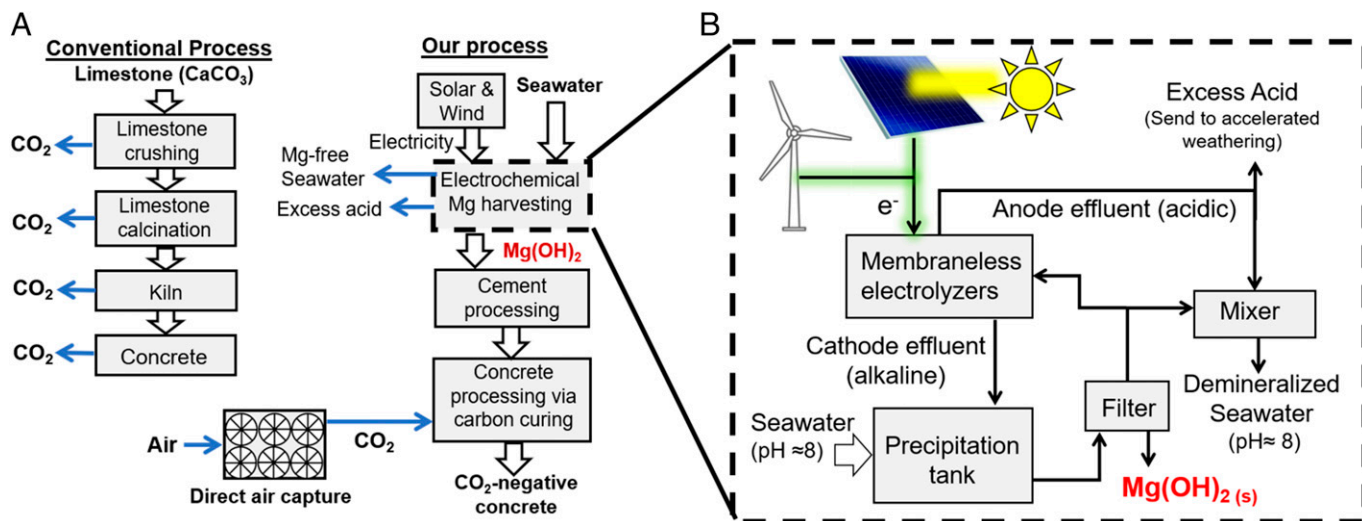 A
Conventional Process
Limestone (CaCO₃)
CO₂
Limestone
crushing
CO₂
Limestone
calcination
CO₂
Kiln
CO₂
Concrete
Our process
Solar &
Wind
Seawater
Electricity
Mg-free
Seawater
Excess acid
Electrochemical
Mg harvesting
Mg(OH)₂
Cement
processing
Concrete
processing via
carbon curing
Air
CO₂
Direct air capture
CO₂-negative
concrete
B
Excess Acid
(Send to accelerated
weathering)
e⁻
Anode effluent (acidic)
Membraneless
electrolyzers
Mixer
Cathode effluent
(alkaline)
Demineralized
Seawater
(pH≈ 8)
Filter
Seawater
(pH ≈8)
Precipitation
tank
Mg(OH)₂ ₍ₛ₎